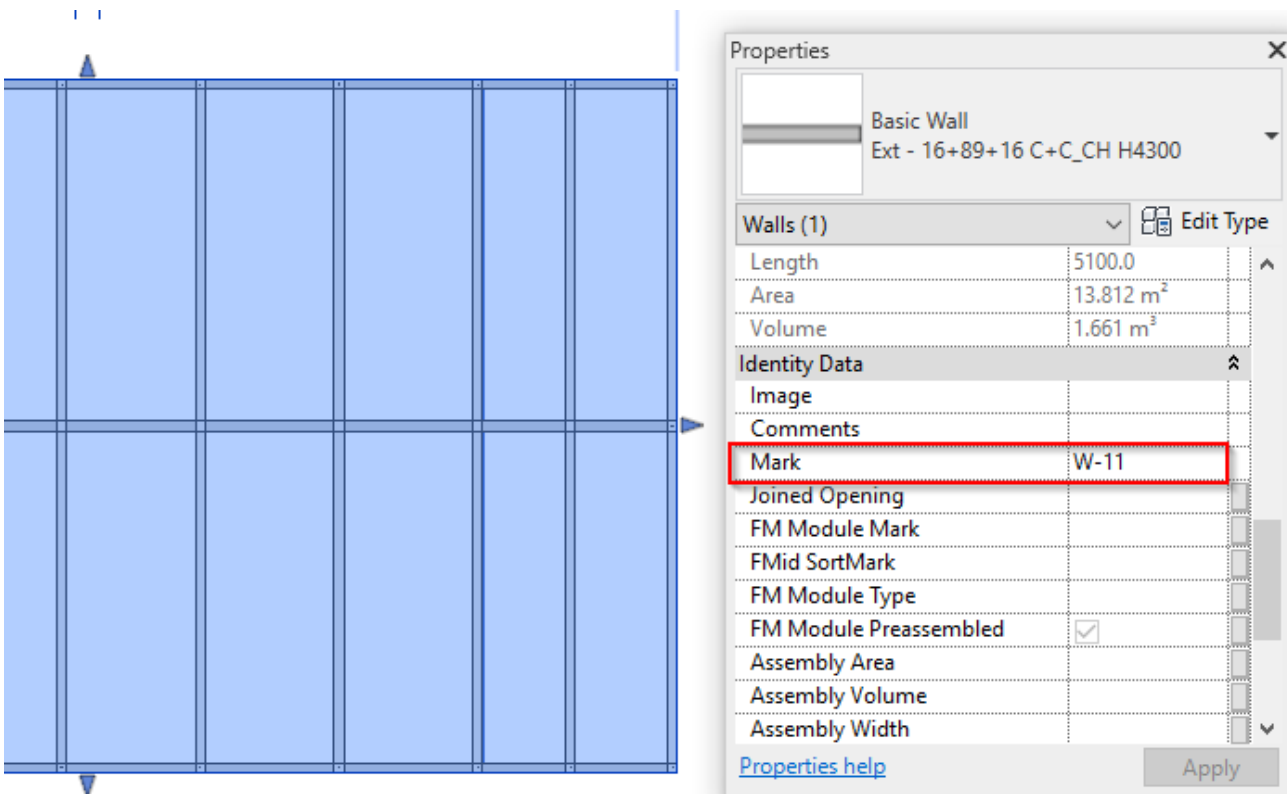 Properties
Basic Wall
Ext - 16+89+16 C+C_CH H4300
Walls (1) Edit Type
Length 5100.0
Area 13.812 m²
Volume 1.661 m³
Identity Data
Image
Comments
Mark W-11
Joined Opening
FM Module Mark
FMid SortMark
FM Module Type
FM Module Preassembled
Assembly Area
Assembly Volume
Assembly Width
Properties help Apply